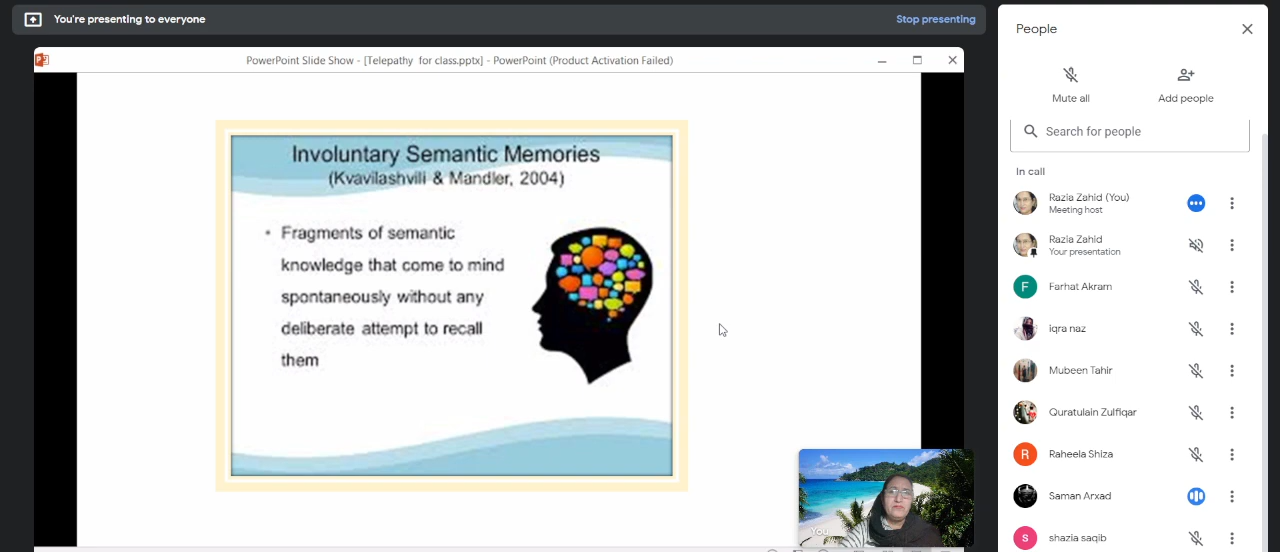 You're presenting to everyone
Stop presenting
PowerPoint Slide Show - [Telepathy for class.pptx] - PowerPoint (Product Activation Failed)
Involuntary Semantic Memories
(Kvavilashvili & Mandler, 2004)
• Fragments of semantic
knowledge that come to mind
spontaneously without any
deliberate attempt to recall
them
You
People
Mute all
Add people
Search for people
In call
Razia Zahid (You)
Meeting host
Razia Zahid
Your presentation
F
Farhat Akram
iqra naz
Mubeen Tahir
Quratulain Zulfiqar
R
Raheela Shiza
Saman Arxad
s
shazia saqib